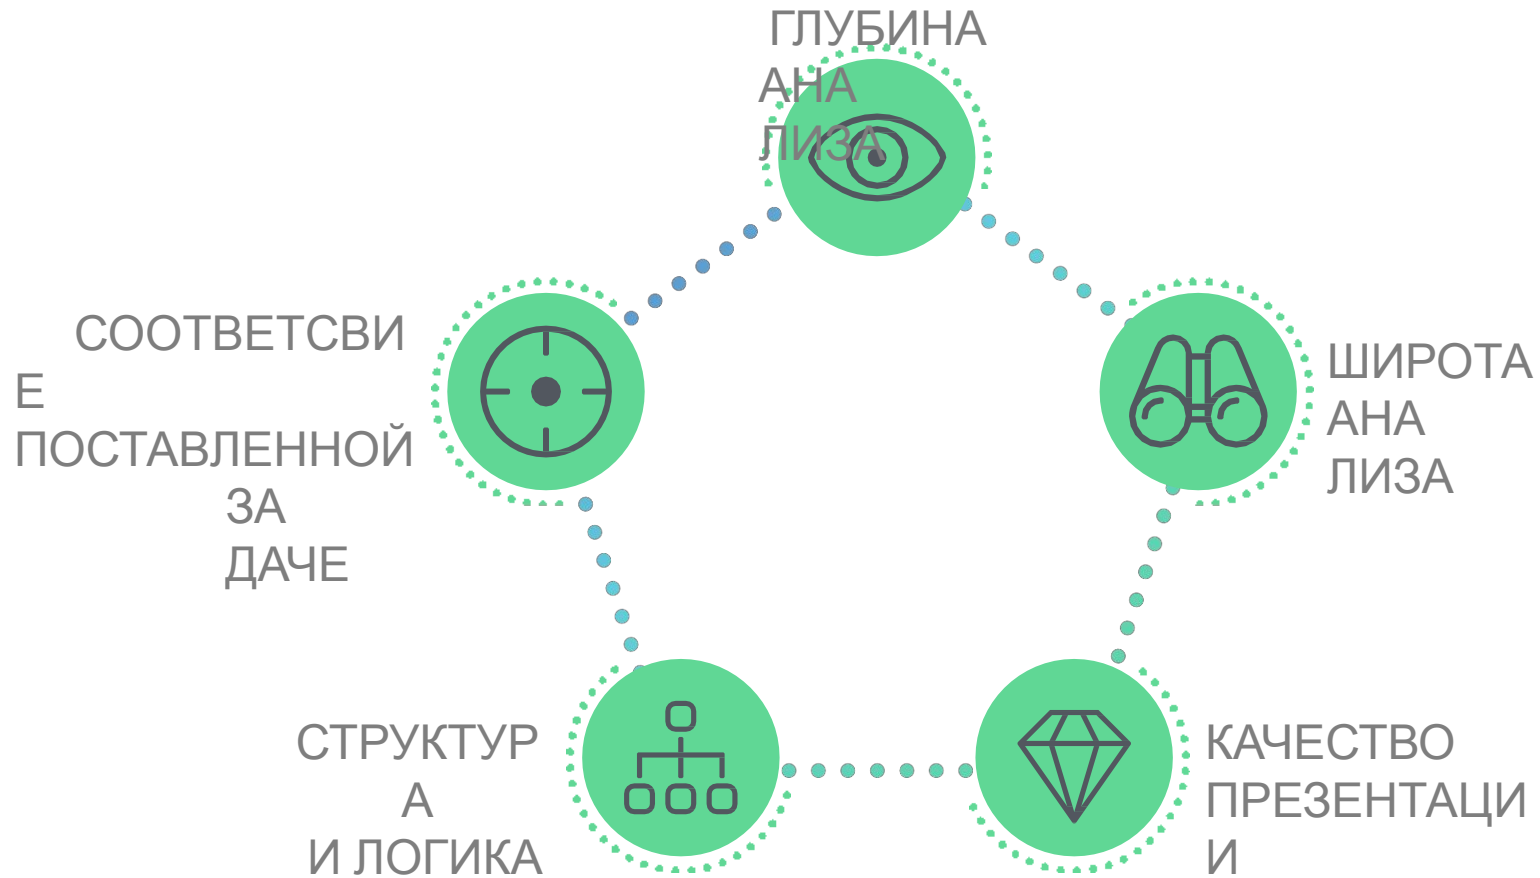 ГЛУБИНА
АНА
ЛИЗА
СООТВЕТСВИ
Е
ПОСТАВЛЕННОЙ
ЗА
ДАЧЕ
ШИРОТА
АНА
ЛИЗА
СТРУКТУР
А
И ЛОГИКА
КАЧЕСТВО
ПРЕЗЕНТАЦИ
И